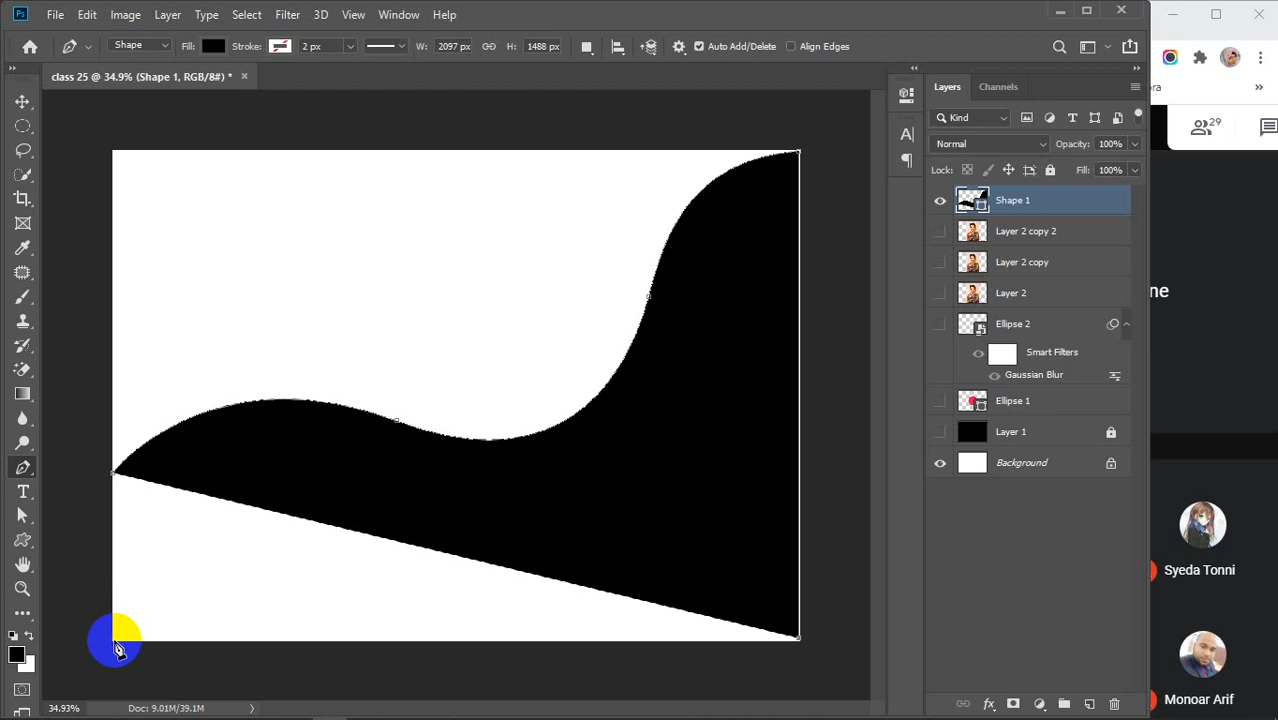 Ps File Edit Image Layer Type Select Filter 3D View Window Help
Shape Fill: Stroke: 2 px W: 2097 px H: 1488 px Auto Add/Delete Align Edges
class 25 @ 34.9% (Shape 1, RGB/8#) * ×
Layers Channels
Kind
Normal Opacity: 100%
Lock: Fill: 100%
Shape 1
Layer 2 copy 2
Layer 2 copy
Layer 2
Ellipse 2
Smart Filters
Gaussian Blur
Ellipse 1
Layer 1
Background
34.93% Doc: 9.01M/39.1M
ora
29
ne
Syeda Tonni
Monoar Arif